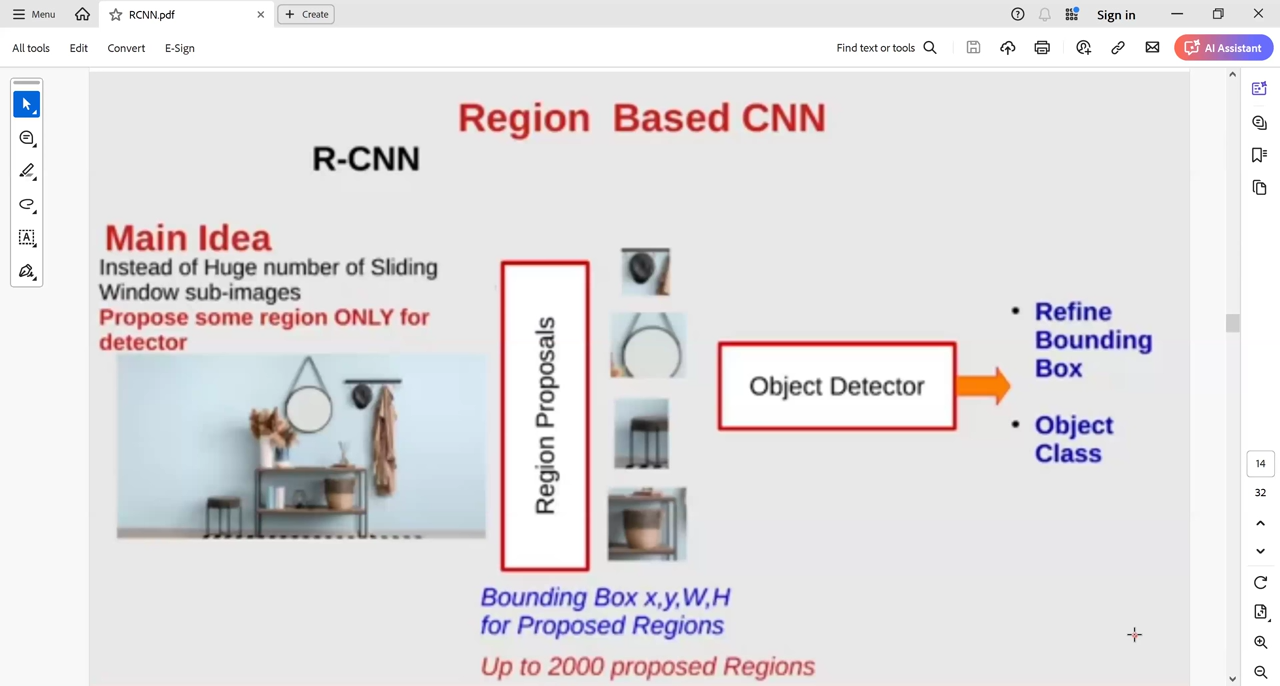 Menu
RCNN.pdf
Create
Sign in
All tools
Edit
Convert
E-Sign
Find text or tools
AI Assistant
Region Based CNN
R-CNN
Main Idea
Instead of Huge number of Sliding
Window sub-images
Propose some region ONLY for
detector
Region Proposals
Object Detector
• Refine
Bounding
Box
• Object
Class
Bounding Box x,y,W,H
for Proposed Regions
Up to 2000 proposed Regions
14
32